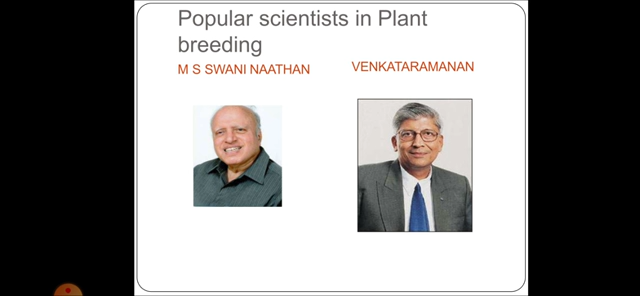 Popular scientists in Plant
breeding
M S SWANI NAATHAN
VENKATARAMANAN